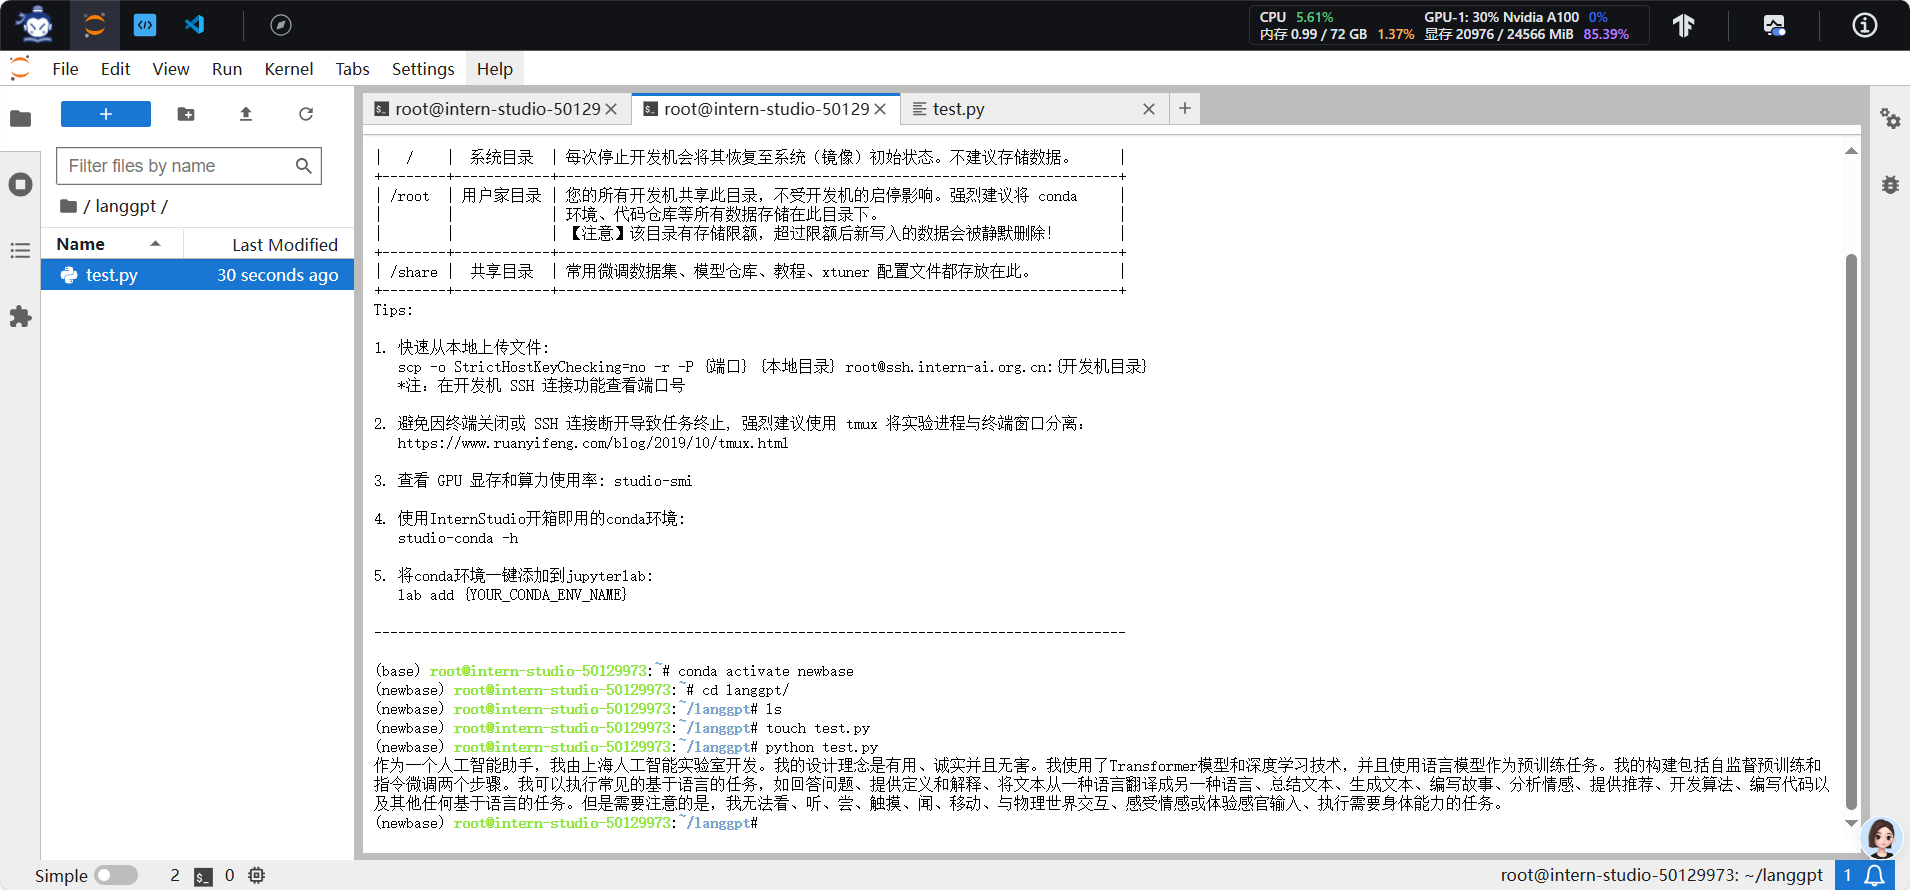 CPU 5.61% GPU-1: 30% Nvidia A100 0%
内存 0.99 / 72 GB 1.37% 显存 20976 / 24566 MiB 85.39%
File Edit View Run Kernel Tabs Settings Help
root@intern-studio-50129 root@intern-studio-50129 test.py
Filter files by name
/ langgpt /
Name Last Modified
test.py 30 seconds ago
| / | 系统目录 | 每次停止开发机会将其恢复至系统（镜像）初始状态。不建议存储数据。 |
| /root | 用户家目录 | 您的所有开发机共享此目录，不受开发机的启停影响。强烈建议将 conda |
| | | 环境、代码仓库等所有数据存储在此目录下。 |
| | | 【注意】该目录有存储限额，超过限额后新写入的数据会被静默删除！ |
| /share | 共享目录 | 常用微调数据集、模型仓库、教程、xtuner 配置文件都存放在此。 |
Tips:
1. 快速从本地上传文件:
scp -o StrictHostKeyChecking=no -r -P {端口} {本地目录} root@ssh.intern-ai.org.cn:{开发机目录}
*注: 在开发机 SSH 连接功能查看端口号
2. 避免因终端关闭或 SSH 连接断开导致任务终止, 强烈建议使用 tmux 将实验进程与终端窗口分离:
https://www.ruanyifeng.com/blog/2019/10/tmux.html
3. 查看 GPU 显存和算力使用率: studio-smi
4. 使用InternStudio开箱即用的conda环境:
studio-conda -h
5. 将conda环境一键添加到jupyterlab:
lab add {YOUR_CONDA_ENV_NAME}
-----------------------------------------------------------------------------------------------
(base) root@intern-studio-50129973:~# conda activate newbase
(newbase) root@intern-studio-50129973:~# cd langgpt/
(newbase) root@intern-studio-50129973:~/langgpt# ls
(newbase) root@intern-studio-50129973:~/langgpt# touch test.py
(newbase) root@intern-studio-50129973:~/langgpt# python test.py
作为一个人工智能助手，我由上海人工智能实验室开发。我的设计理念是有用、诚实并且无害。我使用了Transformer模型和深度学习技术，并且使用语言模型作为预训练任务。我的构建包括自监督预训练和
指令微调两个步骤。我可以执行常见的基于语言的任务，如回答问题、提供定义和解释、将文本从一种语言翻译成另一种语言、总结文本、生成文本、编写故事、分析情感、提供推荐、开发算法、编写代码以
及其他任何基于语言的任务。但是需要注意的是，我无法看、听、尝、触摸、闻、移动、与物理世界交互、感受情感或体验感官输入、执行需要身体能力的任务。
(newbase) root@intern-studio-50129973:~/langgpt#
Simple 2 0 root@intern-studio-50129973: ~/langgpt 1